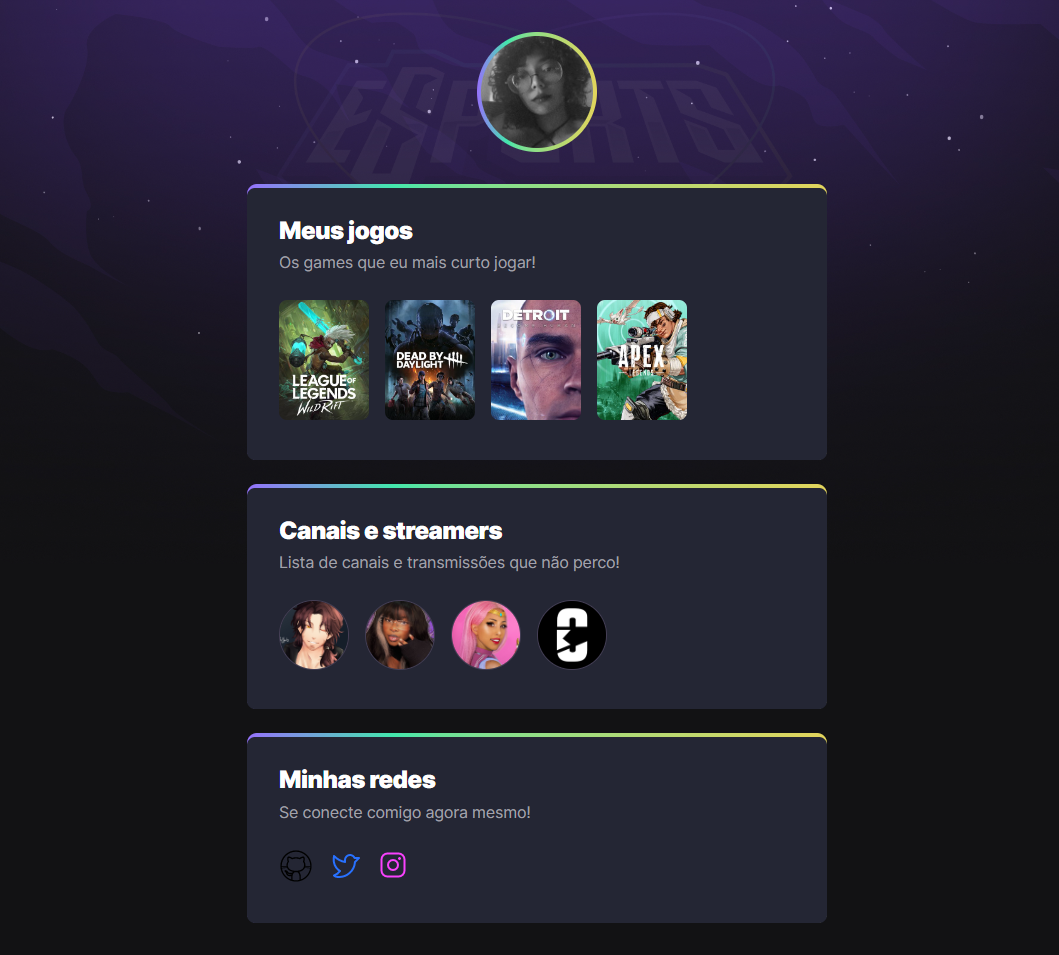 ESPORTS
Meus jogos
Os games que eu mais curto jogar!
LEAGUE OF
LEGENDS
WILD RIFT
DEAD BY
DAYLIGHT
DETROIT
APEX
LEGENDS
Canais e streamers
Lista de canais e transmissões que não perco!
Minhas redes
Se conecte comigo agora mesmo!